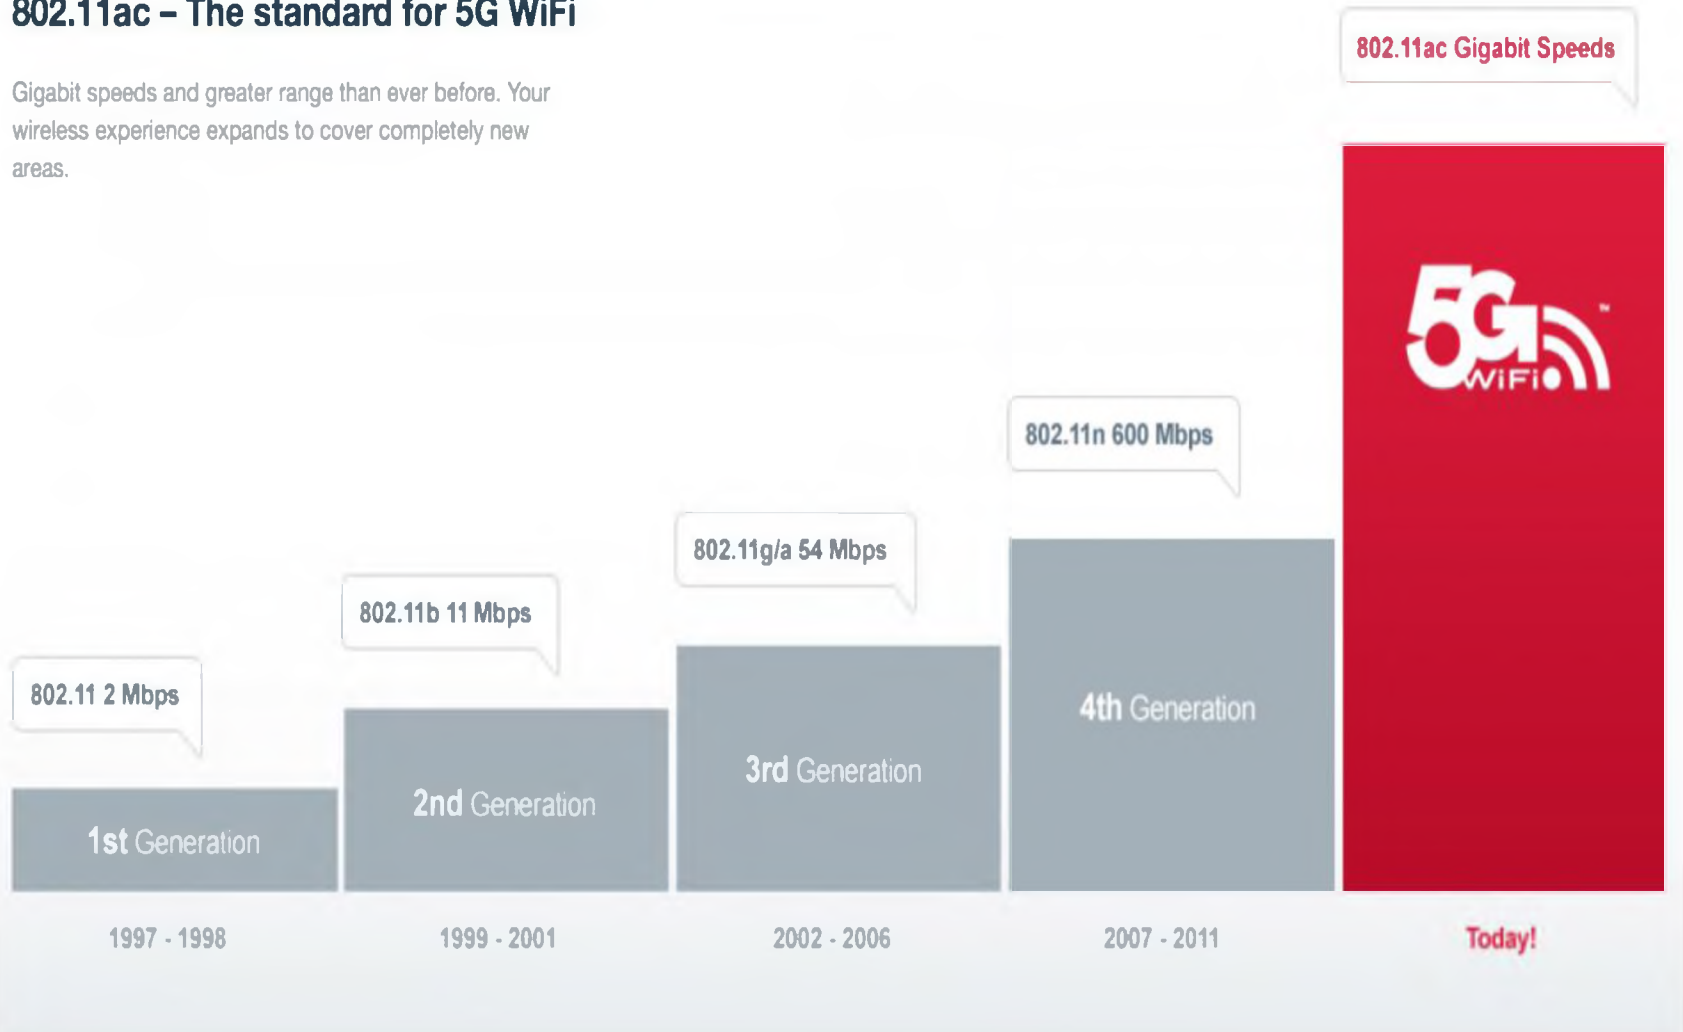 802.11ac – The standard for 5G WiFi
Gigabit speeds and greater range than ever before. Your
wireless experience expands to cover completely new
areas.
802.11ac Gigabit Speeds
5G
WiFi
™
802.11n 600 Mbps
802.11g/a 54 Mbps
802.11b 11 Mbps
802.11 2 Mbps
1st Generation
2nd Generation
3rd Generation
4th Generation
1997 - 1998
1999 - 2001
2002 - 2006
2007 - 2011
Today!